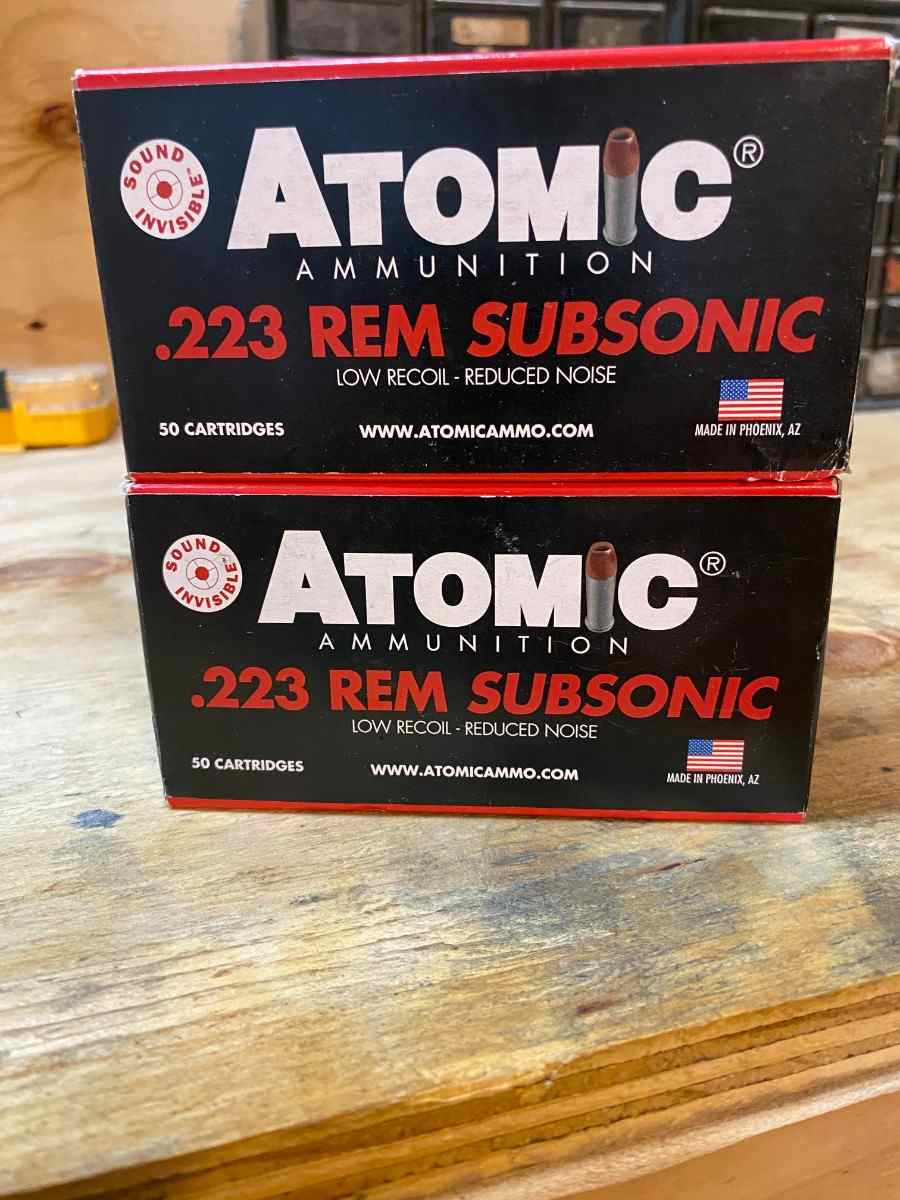 SOUND INVISIBLE™
ATOMIC®
AMMUNITION
.223 REM SUBSONIC
LOW RECOIL - REDUCED NOISE
50 CARTRIDGES WWW.ATOMICAMMO.COM MADE IN PHOENIX, AZ
SOUND INVISIBLE™
ATOMIC®
AMMUNITION
.223 REM SUBSONIC
LOW RECOIL - REDUCED NOISE
50 CARTRIDGES WWW.ATOMICAMMO.COM MADE IN PHOENIX, AZ